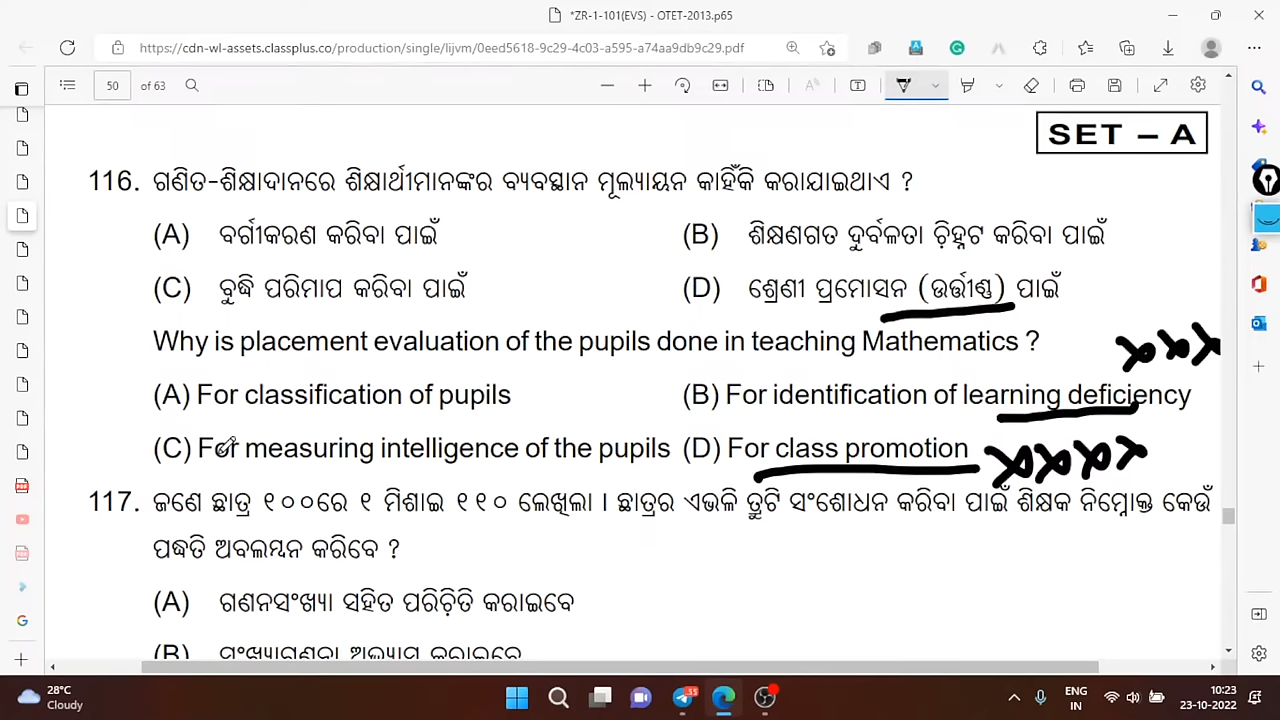 *ZR-1-101(EVS) - OTET-2013.p65
https://cdn-wl-assets.classplus.co/production/single/lijvm/0eed5618-9c29-4c03-a595-a74aa9db9c29.pdf
50 of 63
SET – A
116. ଗଣିତ-ଶିକ୍ଷାଦାନରେ ଶିକ୍ଷାର୍ଥୀମାନଙ୍କର ବ୍ୟବସ୍ଥାନ ମୂଲ୍ୟାୟନ କାହିଁକି କରାଯାଇଥାଏ ?
(A) ବର୍ଗୀକରଣ କରିବା ପାଇଁ (B) ଶିକ୍ଷଣଗତ ଦୁର୍ବଳତା ଚିହ୍ନଟ କରିବା ପାଇଁ
(C) ବୁଦ୍ଧି ପରିମାପ କରିବା ପାଇଁ (D) ଶ୍ରେଣୀ ପ୍ରମୋସନ (ଉର୍ତ୍ତୀଣ୍ଣ) ପାଇଁ
Why is placement evaluation of the pupils done in teaching Mathematics ?
(A) For classification of pupils (B) For identification of learning deficiency
(C) For measuring intelligence of the pupils (D) For class promotion
117. ଜଣେ ଛାତ୍ର ୧୦୦ରେ ୧ ମିଶାଇ ୧୧୦ ଲେଖିଲା । ଛାତ୍ରର ଏଭଳି ତ୍ରୁଟି ସଂଶୋଧନ କରିବା ପାଇଁ ଶିକ୍ଷକ ନିମ୍ନୋକ୍ତ କେଉଁ
ପଦ୍ଧତି ଅବଲମ୍ବନ କରିବେ ?
(A) ଗଣନସଂଖ୍ୟା ସହିତ ପରିଚିତି କରାଇବେ
(B) ସଂଖ୍ୟାଗଣନା ଅଭ୍ୟାସ କରାଇବେ
28°C
Cloudy
55
ENG
IN
10:23
23-10-2022